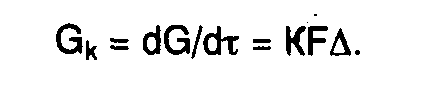 Gₖ = dG/dτ = KFΔ.